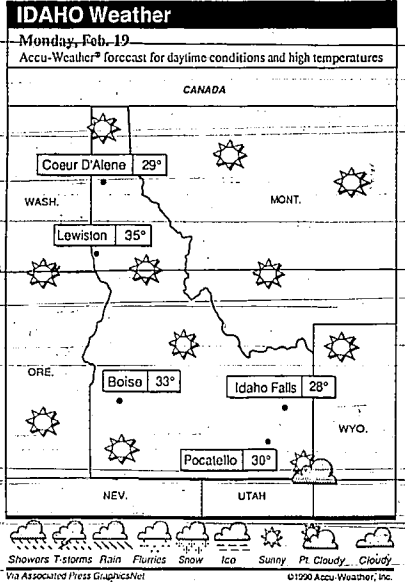 IDAHO Weather
Monday, Feb. 19
Accu-Weather® forecast for daytime conditions and high temperatures
CANADA
Coeur D'Alene 29°
WASH.
MONT.
Lewiston 35°
ORE.
Boise 33°
Idaho Falls 28°
WYO.
Pocatello 30°
NEV.
UTAH
Showers T-storms Rain Flurries Snow Ice Sunny Pt. Cloudy Cloudy
Via Associated Press GraphicsNet
©1990 Accu-Weather, Inc.